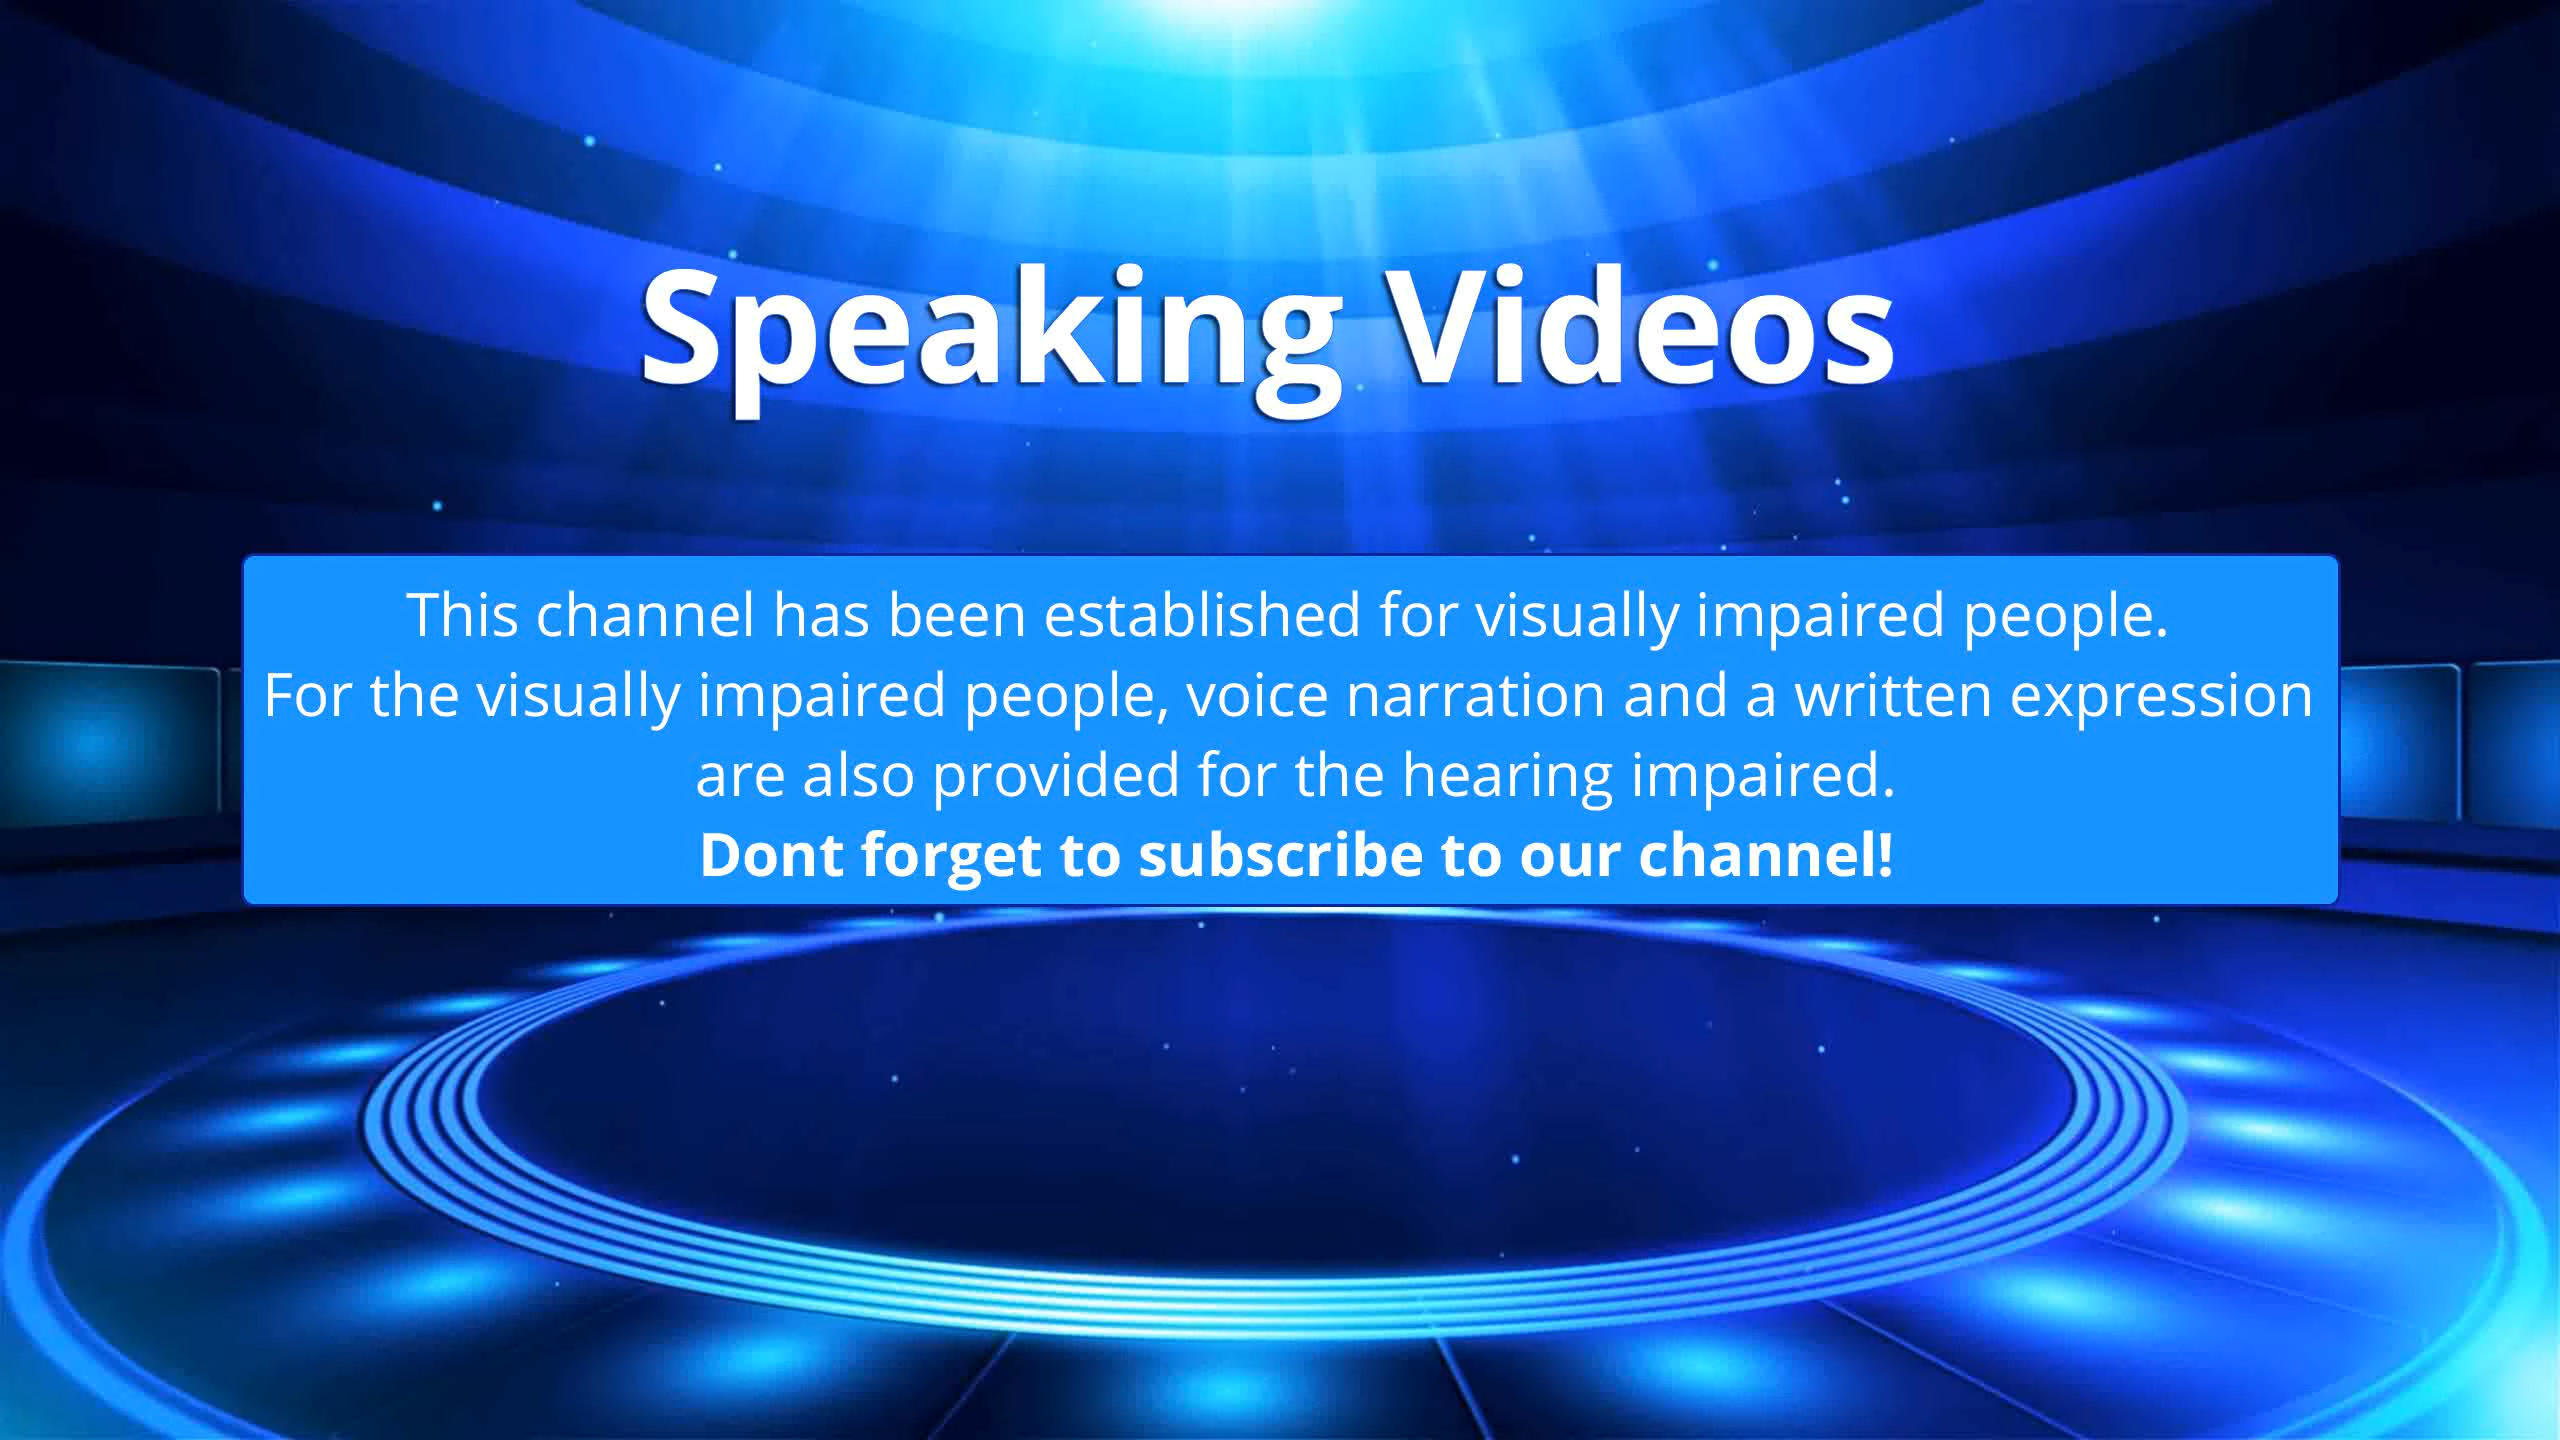 Speaking Videos
This channel has been established for visually impaired people.
For the visually impaired people, voice narration and a written expression
are also provided for the hearing impaired.
Dont forget to subscribe to our channel!